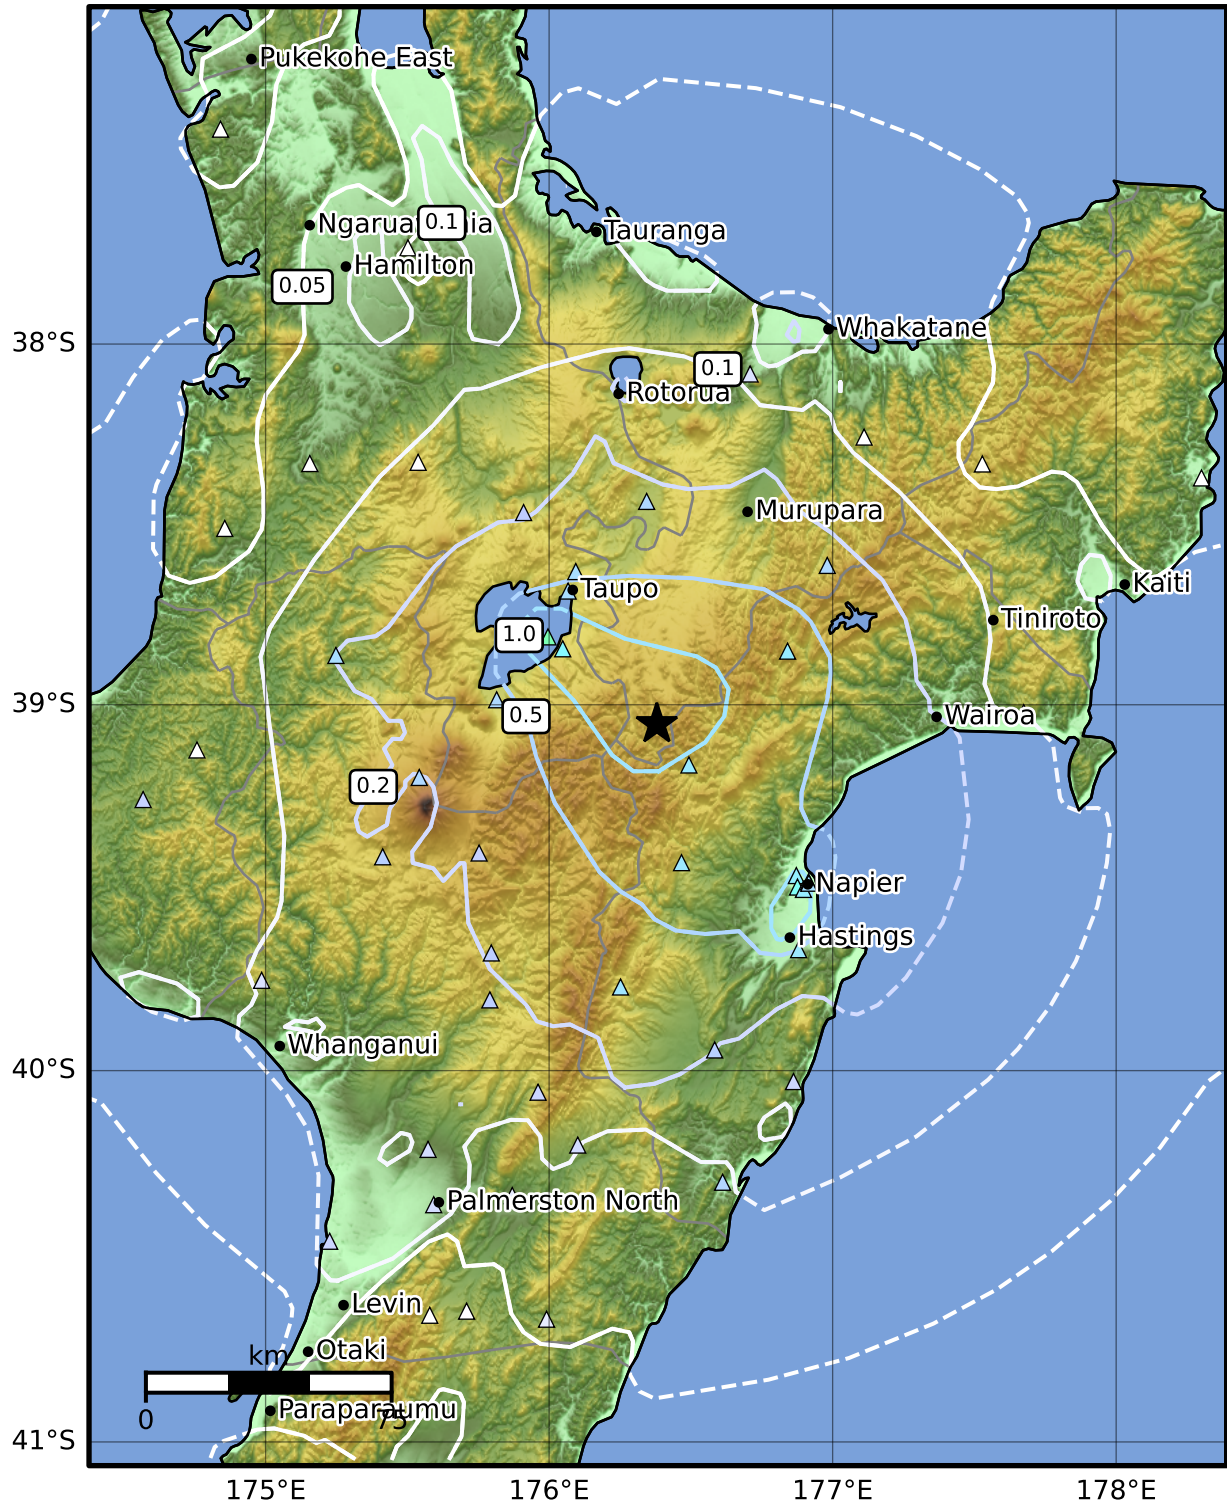 Pukekohe East
Ngarua
0.1
ia
Tauranga
Hamilton
0.05
Whakatane
38°S
0.1
Rotorua
Murupara
Taupo
Kaiti
Tiniroto
1.0
39°S
0.5
Wairoa
0.2
Napier
Hastings
Whanganui
40°S
Palmerston North
Levin
Otaki
km
0
75
Paraparaumu
41°S
175°E
176°E
177°E
178°E